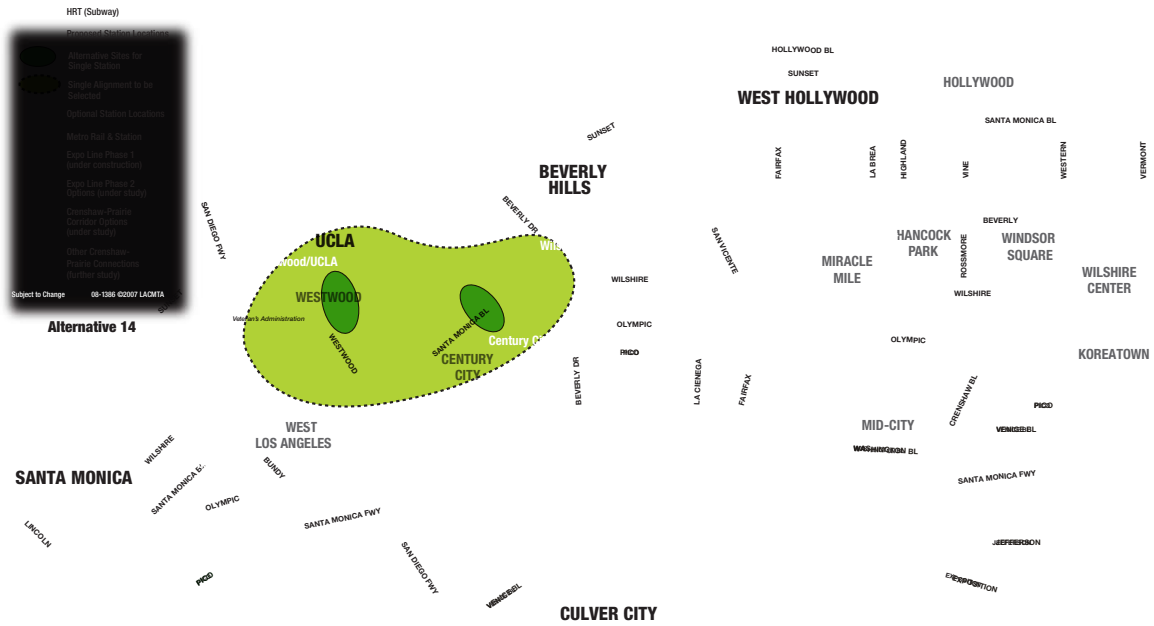 HRT (Subway)
Proposed Station Locations
Alternative Sites for
Single Station
Single Alignment to be
Selected
Optional Station Locations
Metro Rail & Station
Expo Line Phase 1
(under construction)
Expo Line Phase 2
Options (under study)
Crenshaw-Prairie
Corridor Options
(under study)
Other Crenshaw-
Prairie Connections
(further study)
Subject to Change 08-1386 ©2007 LACMTA
Alternative 14
HOLLYWOOD BL
SUNSET
WEST HOLLYWOOD
HOLLYWOOD
SANTA MONICA BL
SUNSET
FAIRFAX
LA BREA
HIGHLAND
VINE
WESTERN
VERMONT
BEVERLY
HILLS
BEVERLY DR
SAN DIEGO FWY
UCLA
wood/UCLA
WESTWOOD
Veteran's Administration
WESTWOOD
SANTA MONICA BL
CENTURY
CITY
WILSHIRE
OLYMPIC
PICO
BEVERLY DR
SAN VICENTE
LA CIENEGA
FAIRFAX
MIRACLE
MILE
HANCOCK
PARK
BEVERLY
ROSSMORE
WINDSOR
SQUARE
WILSHIRE
WILSHIRE
CENTER
OLYMPIC
KOREATOWN
CRENSHAW BL
PICO
VENICE BL
MID-CITY
WASHINGTON BL
SANTA MONICA FWY
JEFFERSON
EXPOSITION
WEST
LOS ANGELES
BUNDY
WILSHIRE
SANTA MONICA
SANTA MONICA BL
OLYMPIC
LINCOLN
PICO
SANTA MONICA FWY
SAN DIEGO FWY
VENICE BL
CULVER CITY